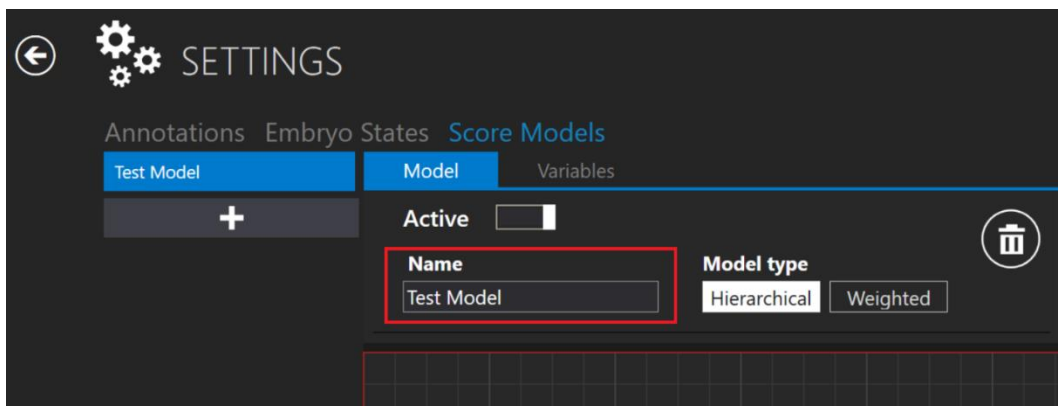 SETTINGS
Annotations Embryo States Score Models
Test Model
Model Variables
Active
Name
Test Model
Model type
Hierarchical Weighted